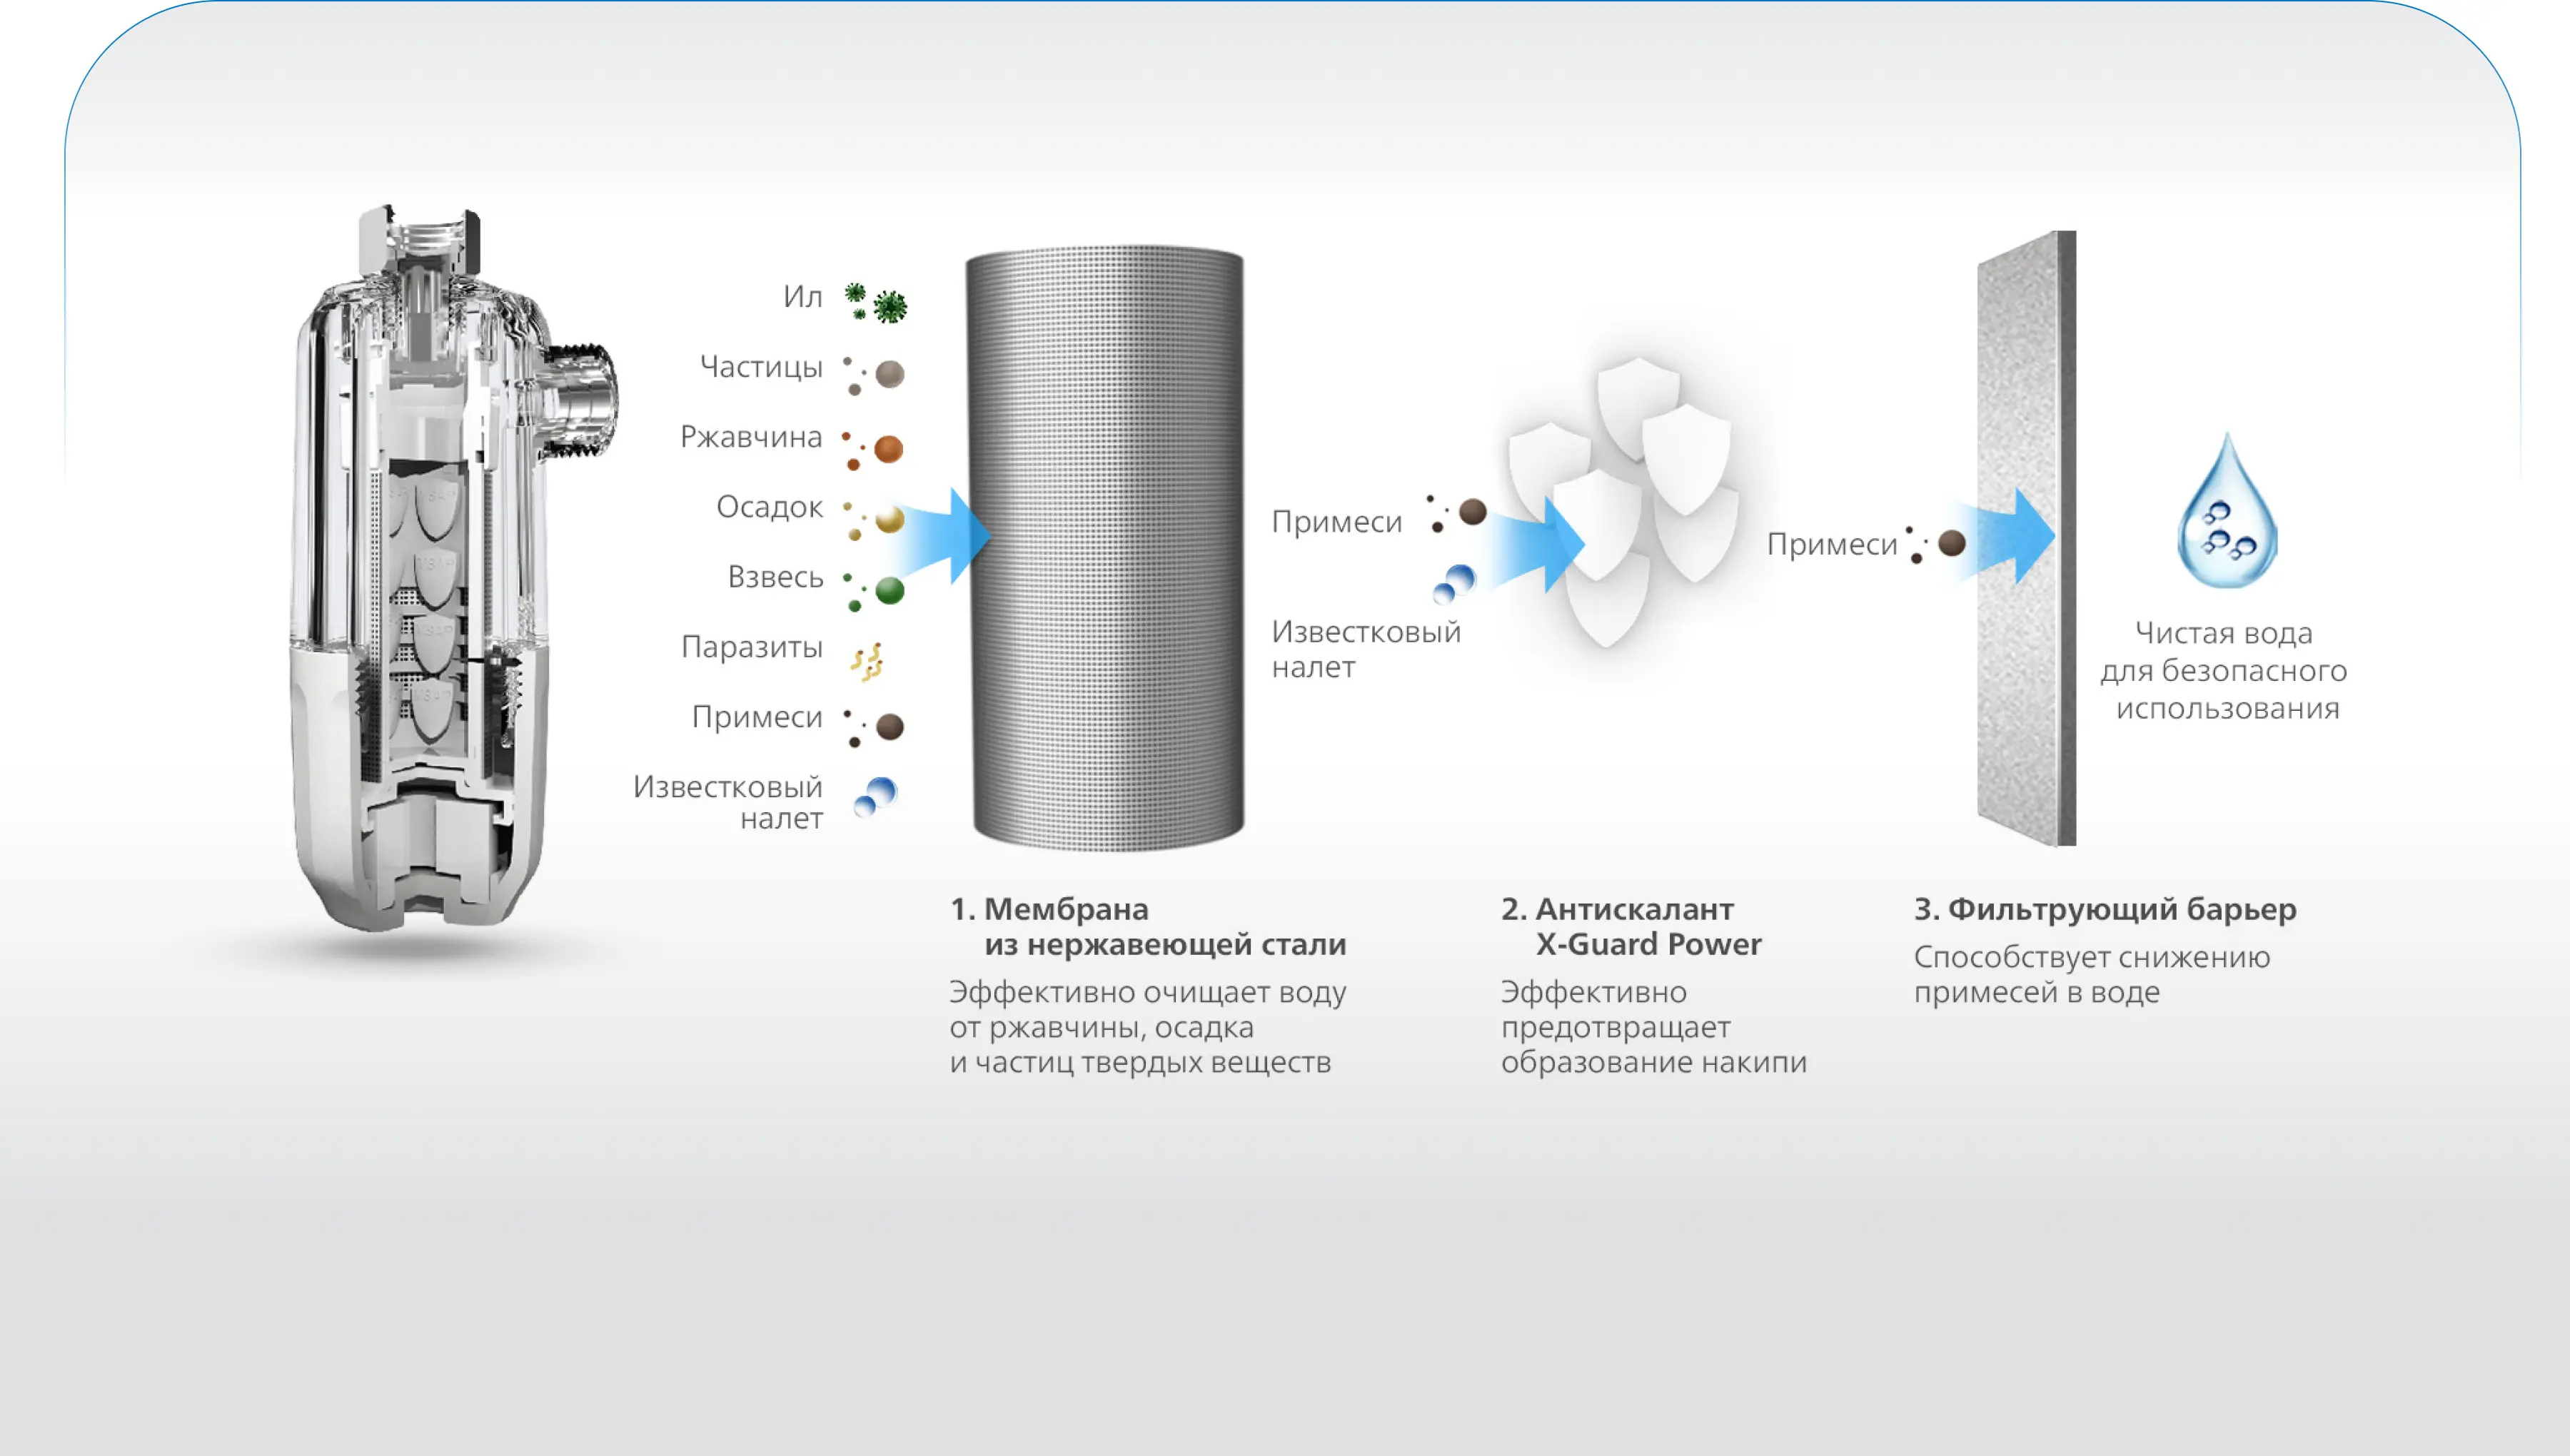 Ил
Частицы
Ржавчина
Осадок
Взвесь
Паразиты
Примеси
Известковый
налет
Примеси
Известковый
налет
Примеси
Чистая вода
для безопасного
использования
1. Мембрана
из нержавеющей стали
Эффективно очищает воду
от ржавчины, осадка
и частиц твердых веществ
2. Антискалант
X-Guard Power
Эффективно
предотвращает
образование накипи
3. Фильтрующий барьер
Способствует снижению
примесей в воде